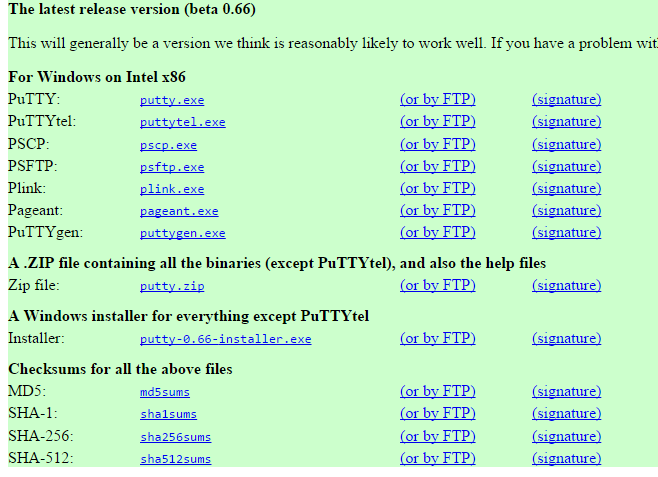 The latest release version (beta 0.66)
This will generally be a version we think is reasonably likely to work well. If you have a problem
For Windows on Intel x86
PuTTY: putty.exe (or by FTP) (signature)
PuTTYtel: puttytel.exe (or by FTP) (signature)
PSCP: pscp.exe (or by FTP) (signature)
PSFTP: psftp.exe (or by FTP) (signature)
Plink: plink.exe (or by FTP) (signature)
Pageant: pageant.exe (or by FTP) (signature)
PuTTYgen: puttygen.exe (or by FTP) (signature)
A .ZIP file containing all the binaries (except PuTTYtel), and also the help files
Zip file: putty.zip (or by FTP) (signature)
A Windows installer for everything except PuTTYtel
Installer: putty-0.66-installer.exe (or by FTP) (signature)
Checksums for all the above files
MD5: md5sums (or by FTP) (signature)
SHA-1: sha1sums (or by FTP) (signature)
SHA-256: sha256sums (or by FTP) (signature)
SHA-512: sha512sums (or by FTP) (signature)